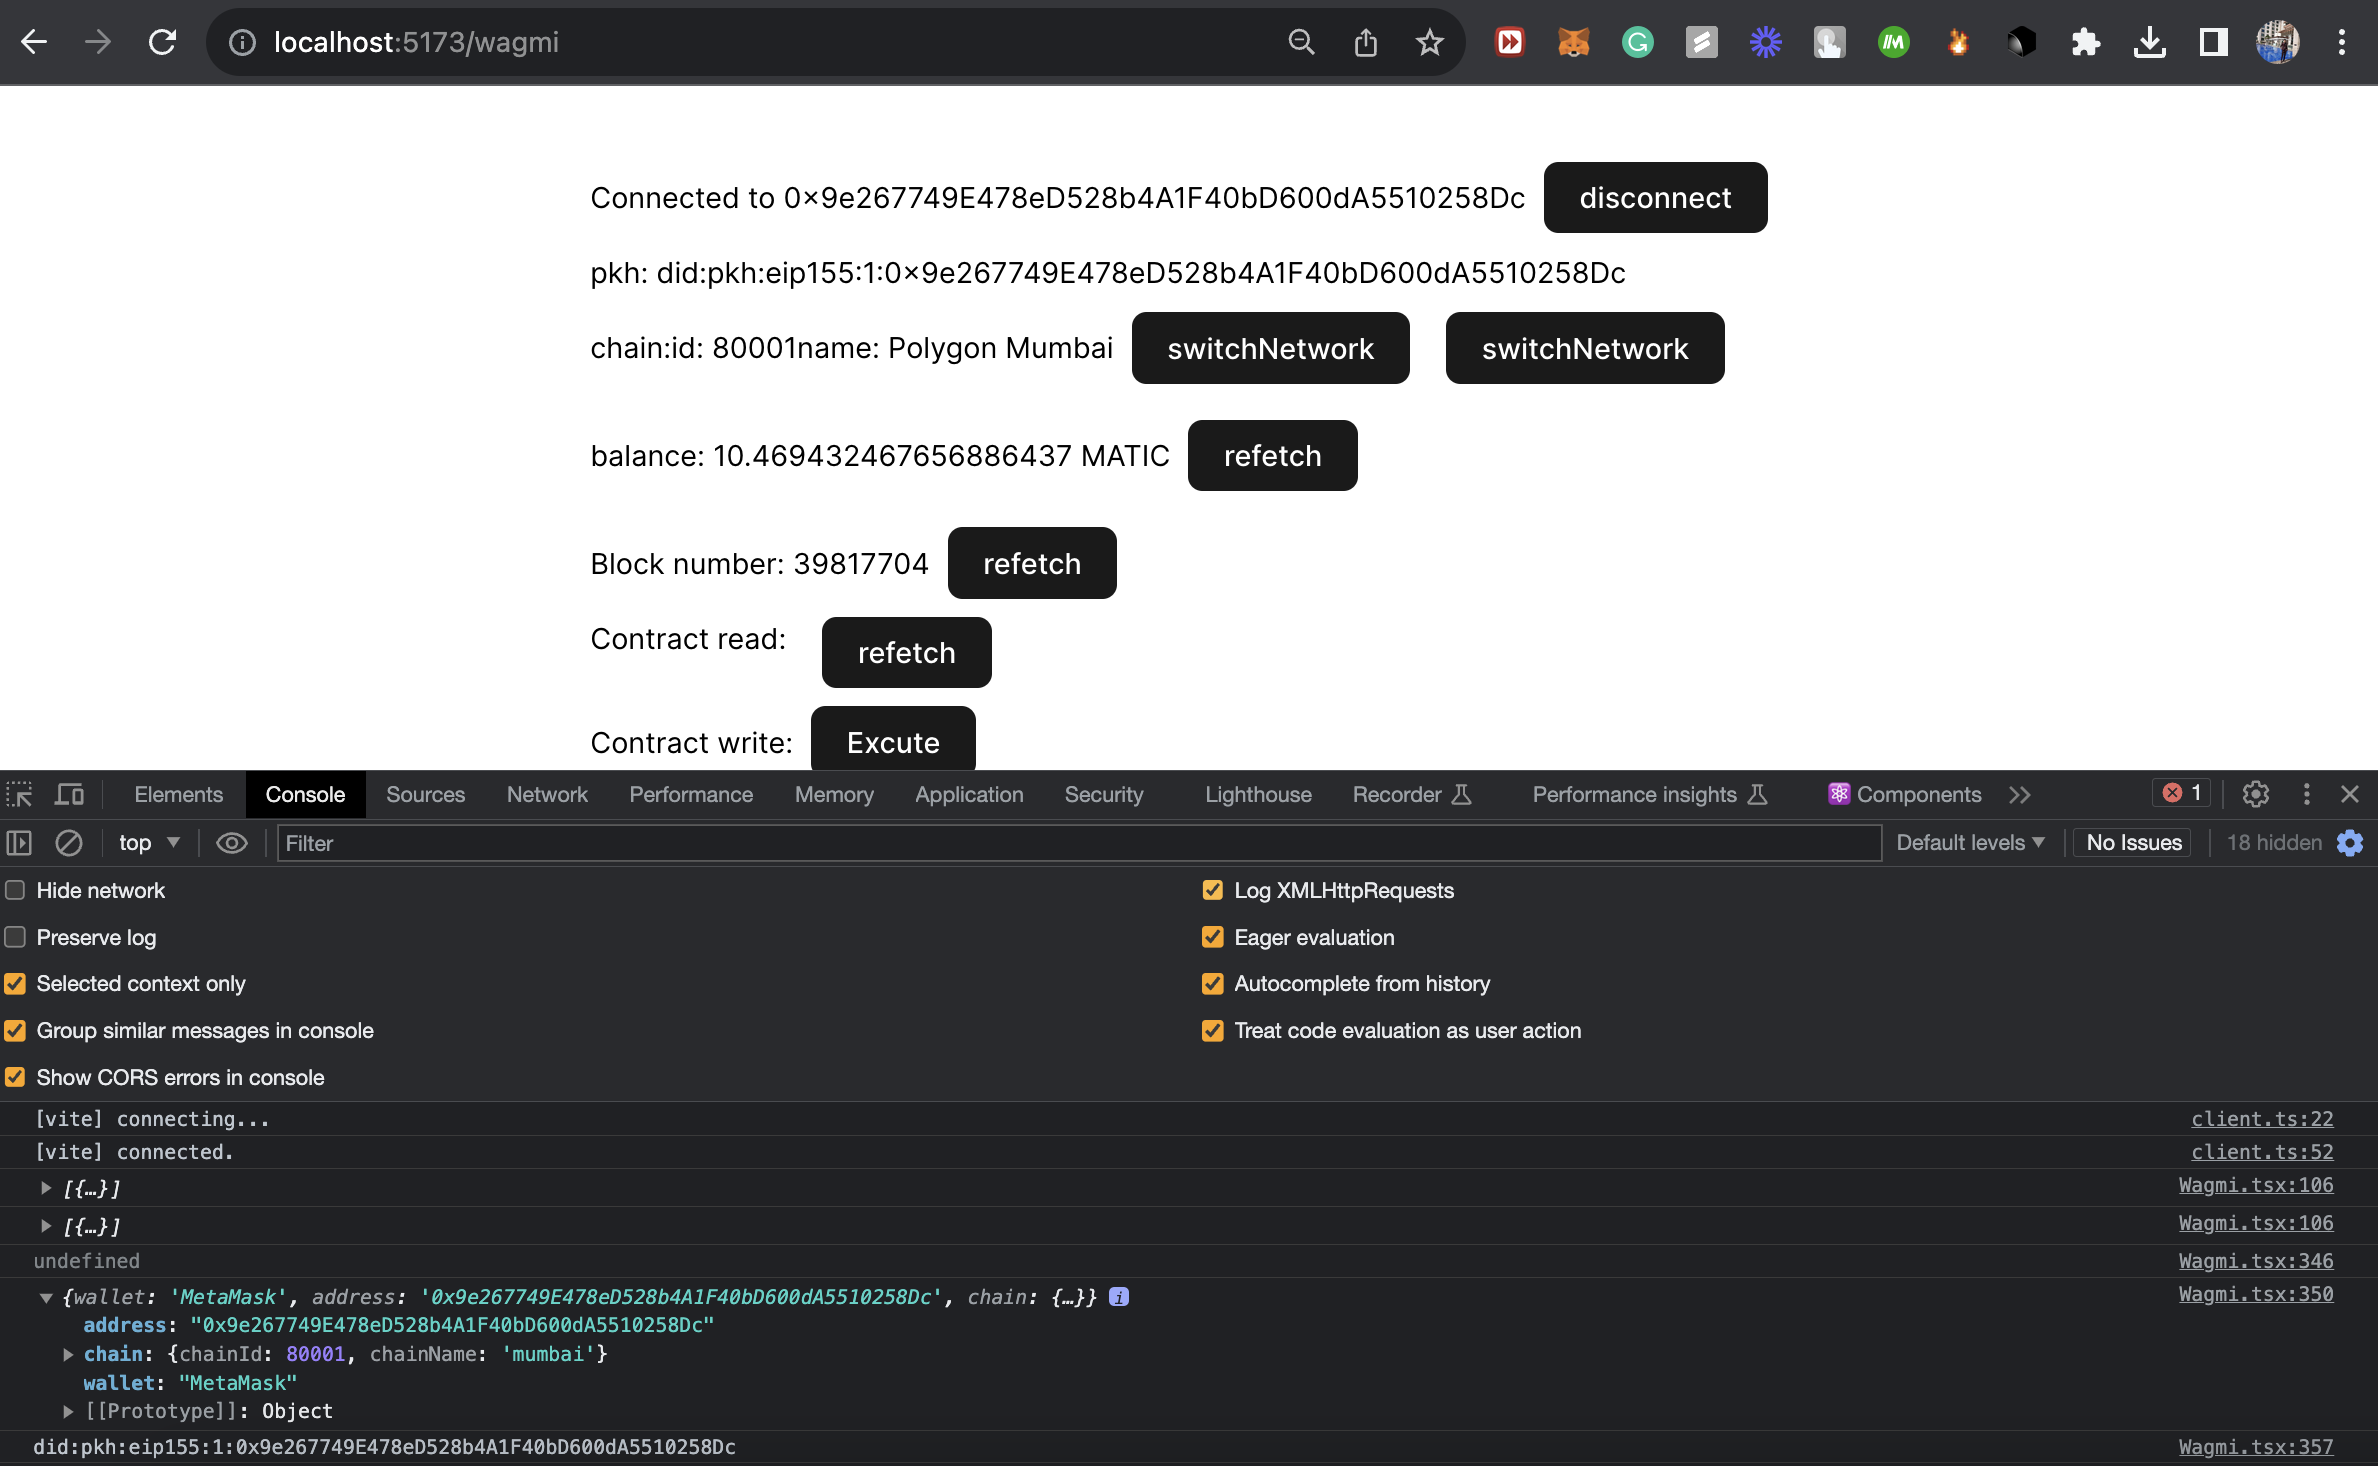 localhost:5173/wagmi
Connected to 0x9e267749E478eD528b4A1F40bD600dA5510258Dc disconnect
pkh: did:pkh:eip155:1:0x9e267749E478eD528b4A1F40bD600dA5510258Dc
chain:id: 80001name: Polygon Mumbai switchNetwork switchNetwork
balance: 10.469432467656886437 MATIC refetch
Block number: 39817704 refetch
Contract read: refetch
Contract write: Excute
Elements Console Sources Network Performance Memory Application Security Lighthouse Recorder Performance insights Components 1
top Filter Default levels No Issues 18 hidden
Hide network Log XMLHttpRequests
Preserve log Eager evaluation
Selected context only Autocomplete from history
Group similar messages in console Treat code evaluation as user action
Show CORS errors in console
[vite] connecting... client.ts:22
[vite] connected. client.ts:52
[{…}] Wagmi.tsx:106
[{…}] Wagmi.tsx:106
undefined Wagmi.tsx:346
{wallet: 'MetaMask', address: '0x9e267749E478eD528b4A1F40bD600dA5510258Dc', chain: {…}} i Wagmi.tsx:350
address: "0x9e267749E478eD528b4A1F40bD600dA5510258Dc"
chain: {chainId: 80001, chainName: 'mumbai'}
wallet: "MetaMask"
[[Prototype]]: Object
did:pkh:eip155:1:0x9e267749E478eD528b4A1F40bD600dA5510258Dc Wagmi.tsx:357